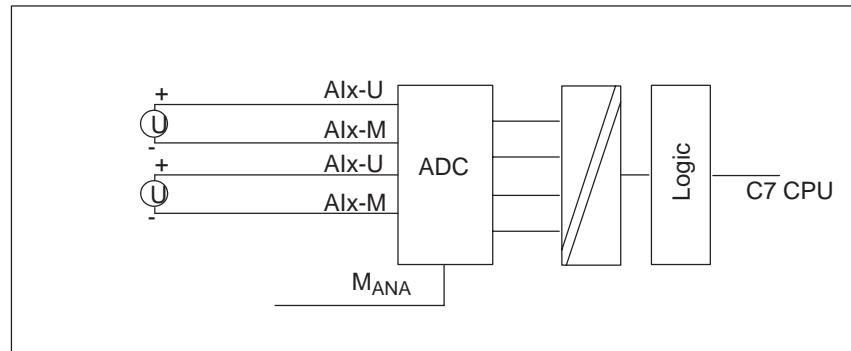 +
AIx-U
U
AIx-M
-
+
AIx-U
U
AIx-M
-
ADC
Logic
C7 CPU
MANA